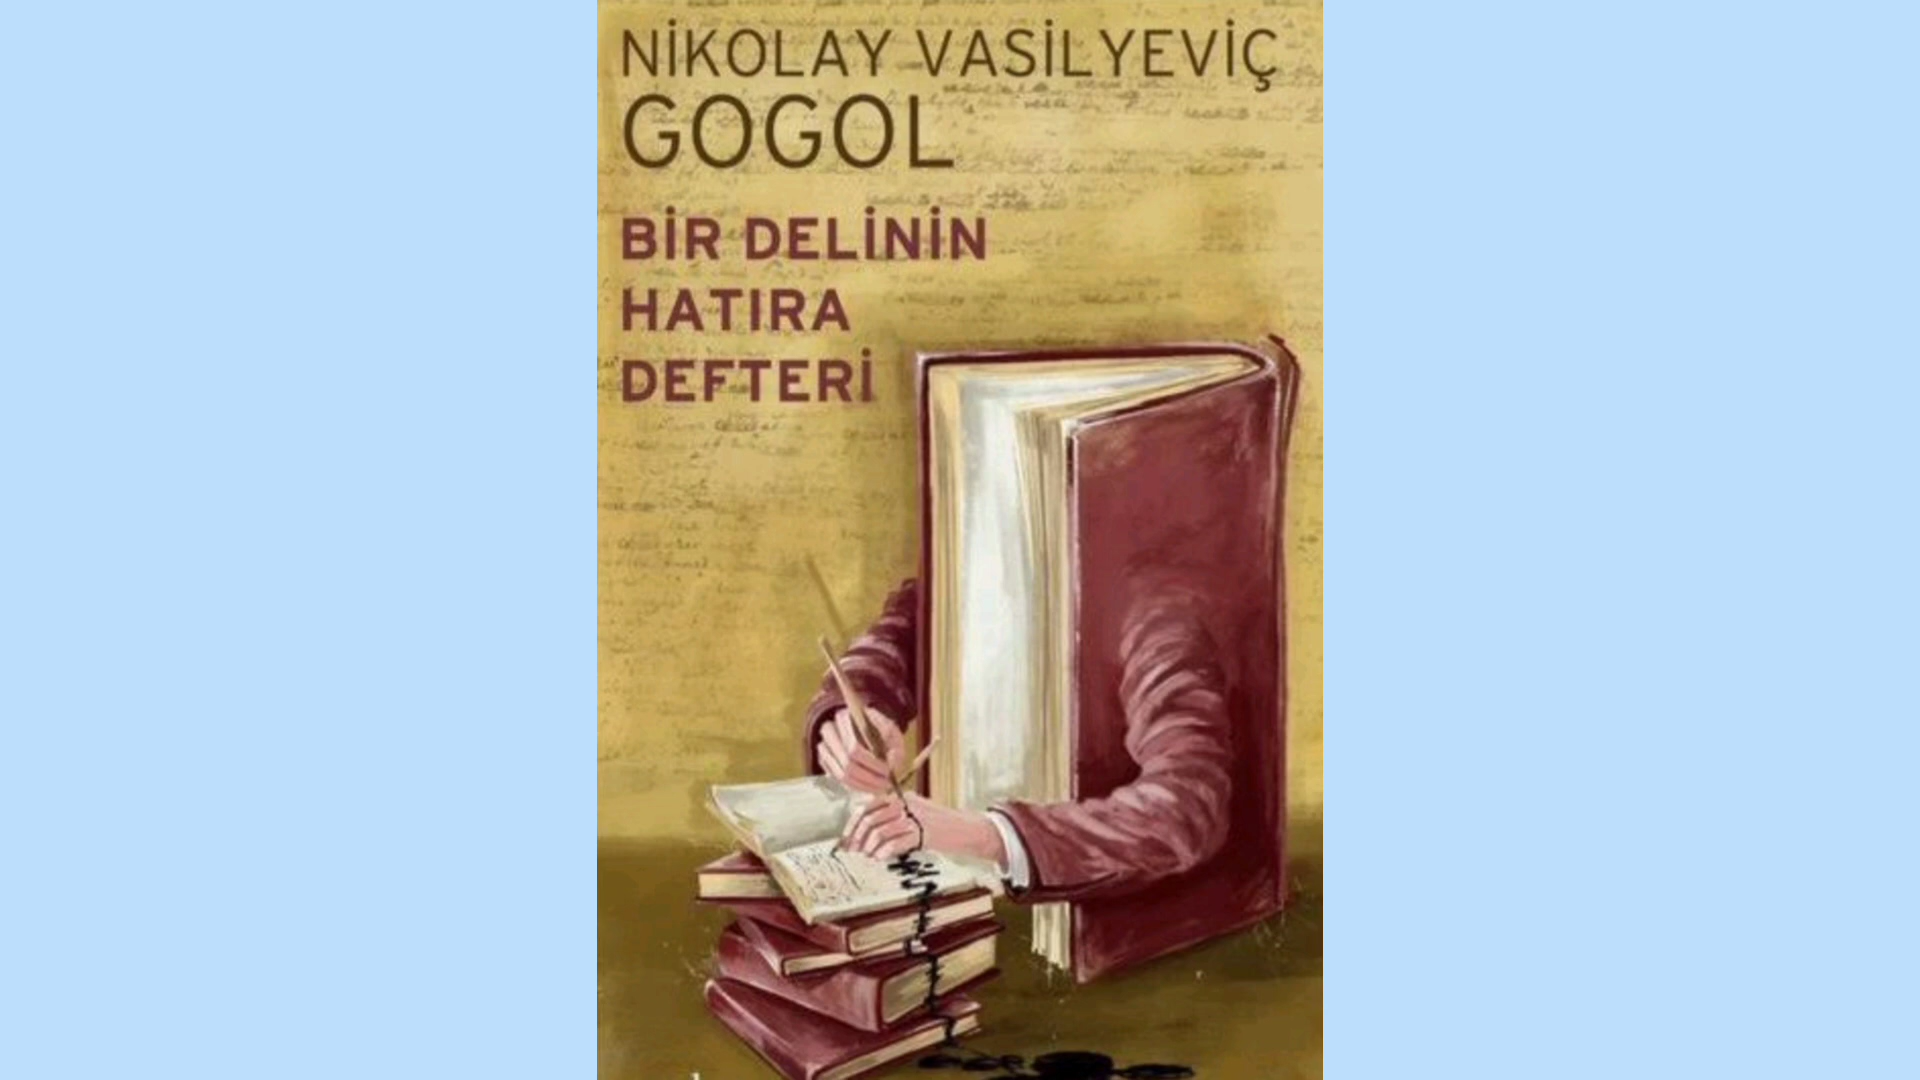 NİKOLAY VASİLYEVİÇ
GOGOL
BİR DELİNİN
HATIRA
DEFTERİ